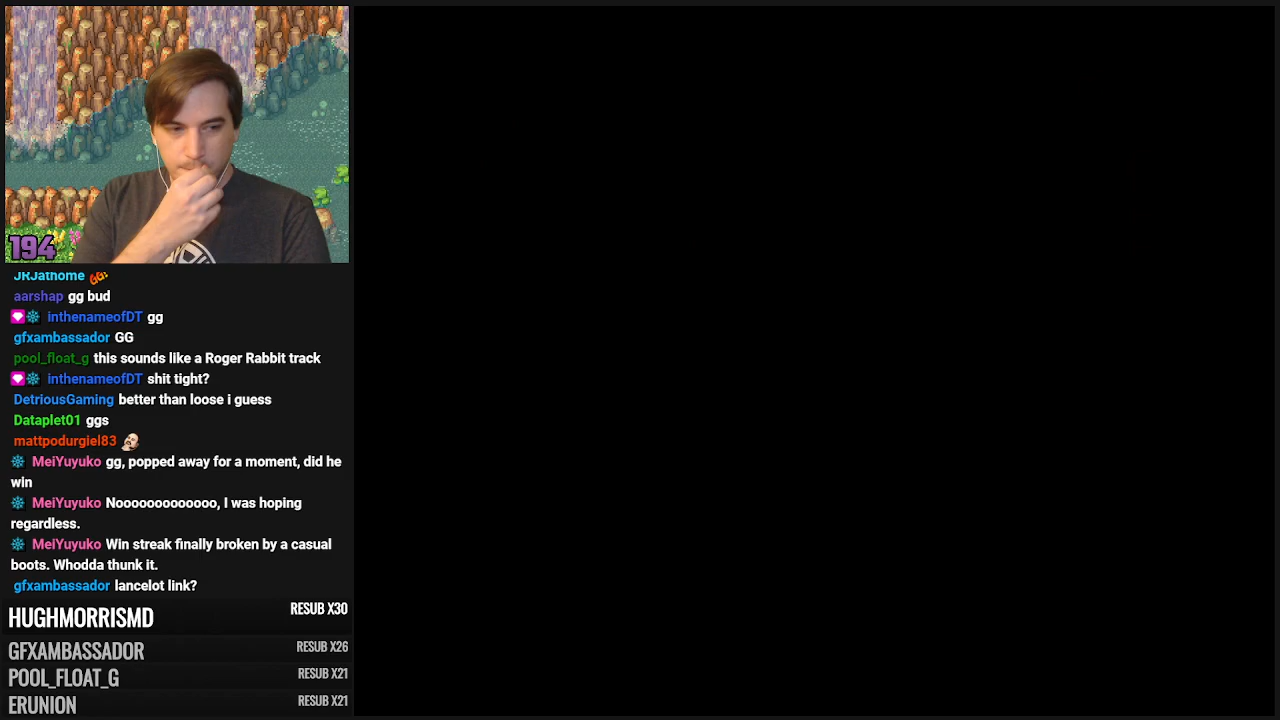 194
JRJathome
aarshap gg bud
inthenameofDT gg
gfxambassador GG
pool_float_g this sounds like a Roger Rabbit track
inthenameofDT shit tight?
DetriousGaming better than loose i guess
Dataplet01 ggs
mattpodurgiel83
MeiYuyuko gg, popped away for a moment, did he
win
MeiYuyuko Nooooooooooooo, I was hoping
regardless.
MeiYuyuko Win streak finally broken by a casual
boots. Whodda thunk it.
gfxambassador lancelot link?
HUGHMORRISMD RESUB X30
GFXAMBASSADOR RESUB X26
POOL_FLOAT_G RESUB X21
ERUNION RESUB X21